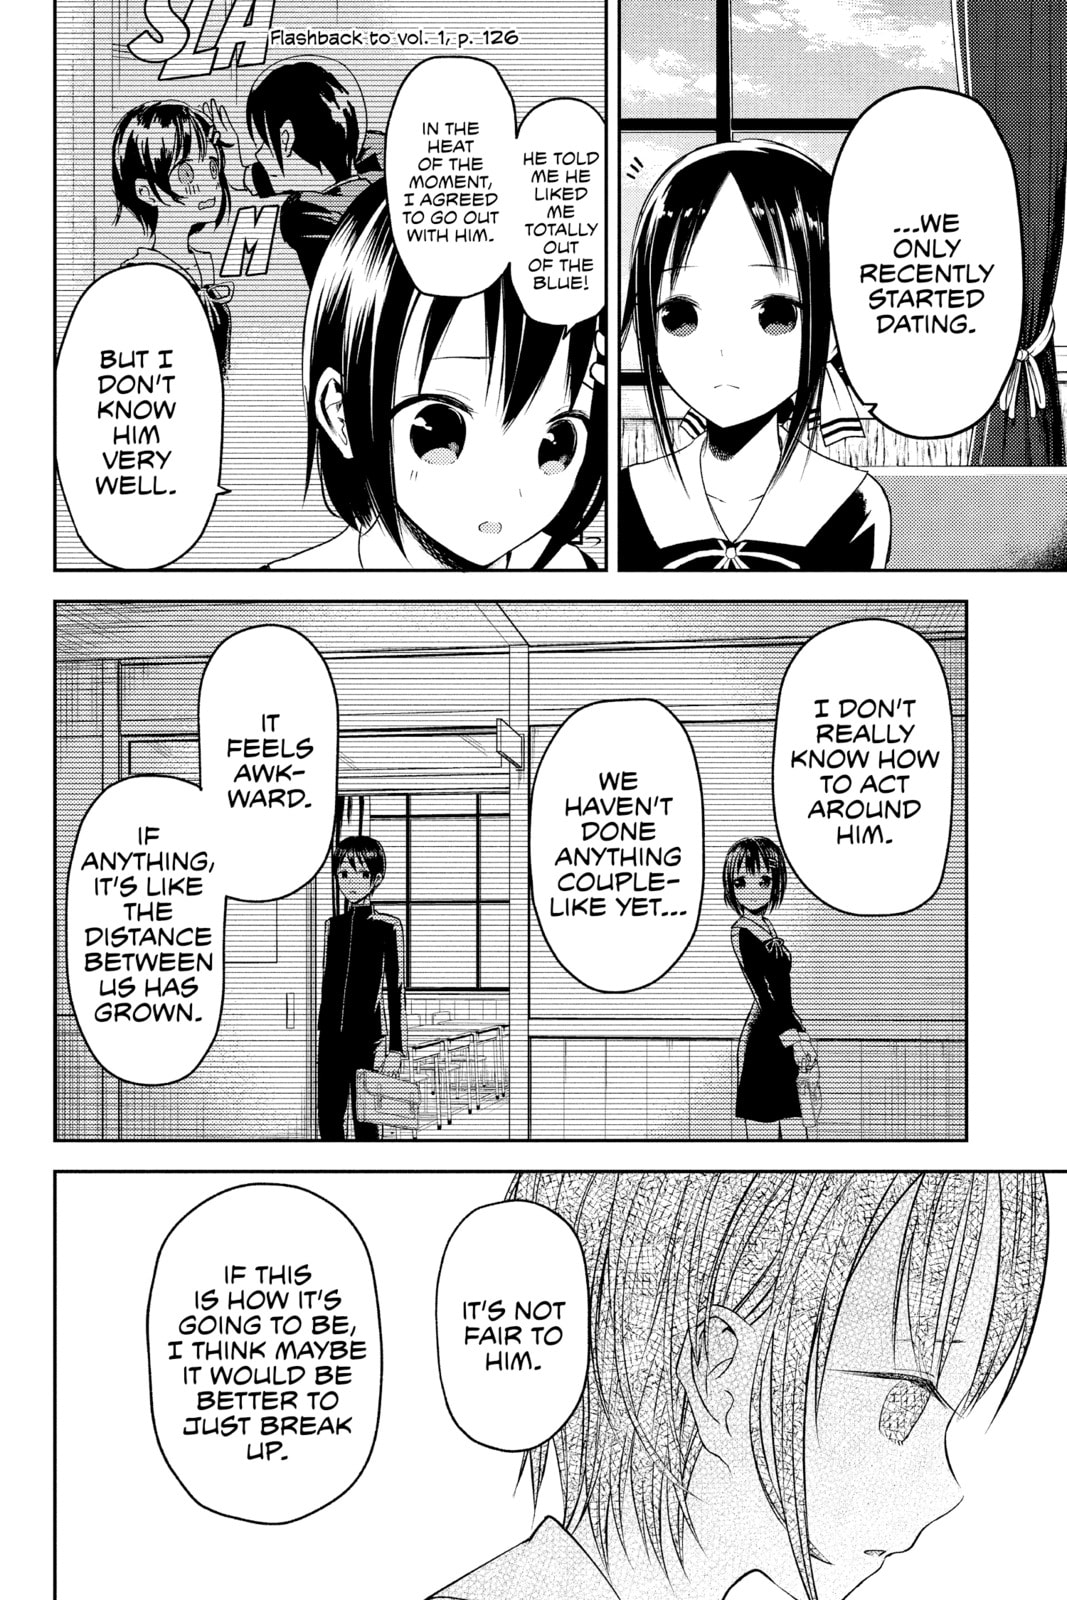 ...WE
ONLY
RECENTLY
STARTED
DATING.
Flashback to vol. 1, p. 126
SLA
M
HE TOLD
ME HE
LIKED
ME
TOTALLY
OUT
OF THE
BLUE!
IN THE
HEAT
OF THE
MOMENT,
I AGREED
TO GO OUT
WITH HIM.
BUT I
DON'T
KNOW
HIM
VERY
WELL.
I DON'T
REALLY
KNOW HOW
TO ACT
AROUND
HIM.
WE
HAVEN'T
DONE
ANYTHING
COUPLE-
LIKE YET...
IT
FEELS
AWK-
WARD.
IF
ANYTHING,
IT'S LIKE
THE
DISTANCE
BETWEEN
US HAS
GROWN.
IT'S NOT
FAIR TO
HIM.
IF THIS
IS HOW IT'S
GOING TO BE,
I THINK MAYBE
IT WOULD BE
BETTER TO
JUST BREAK
UP.